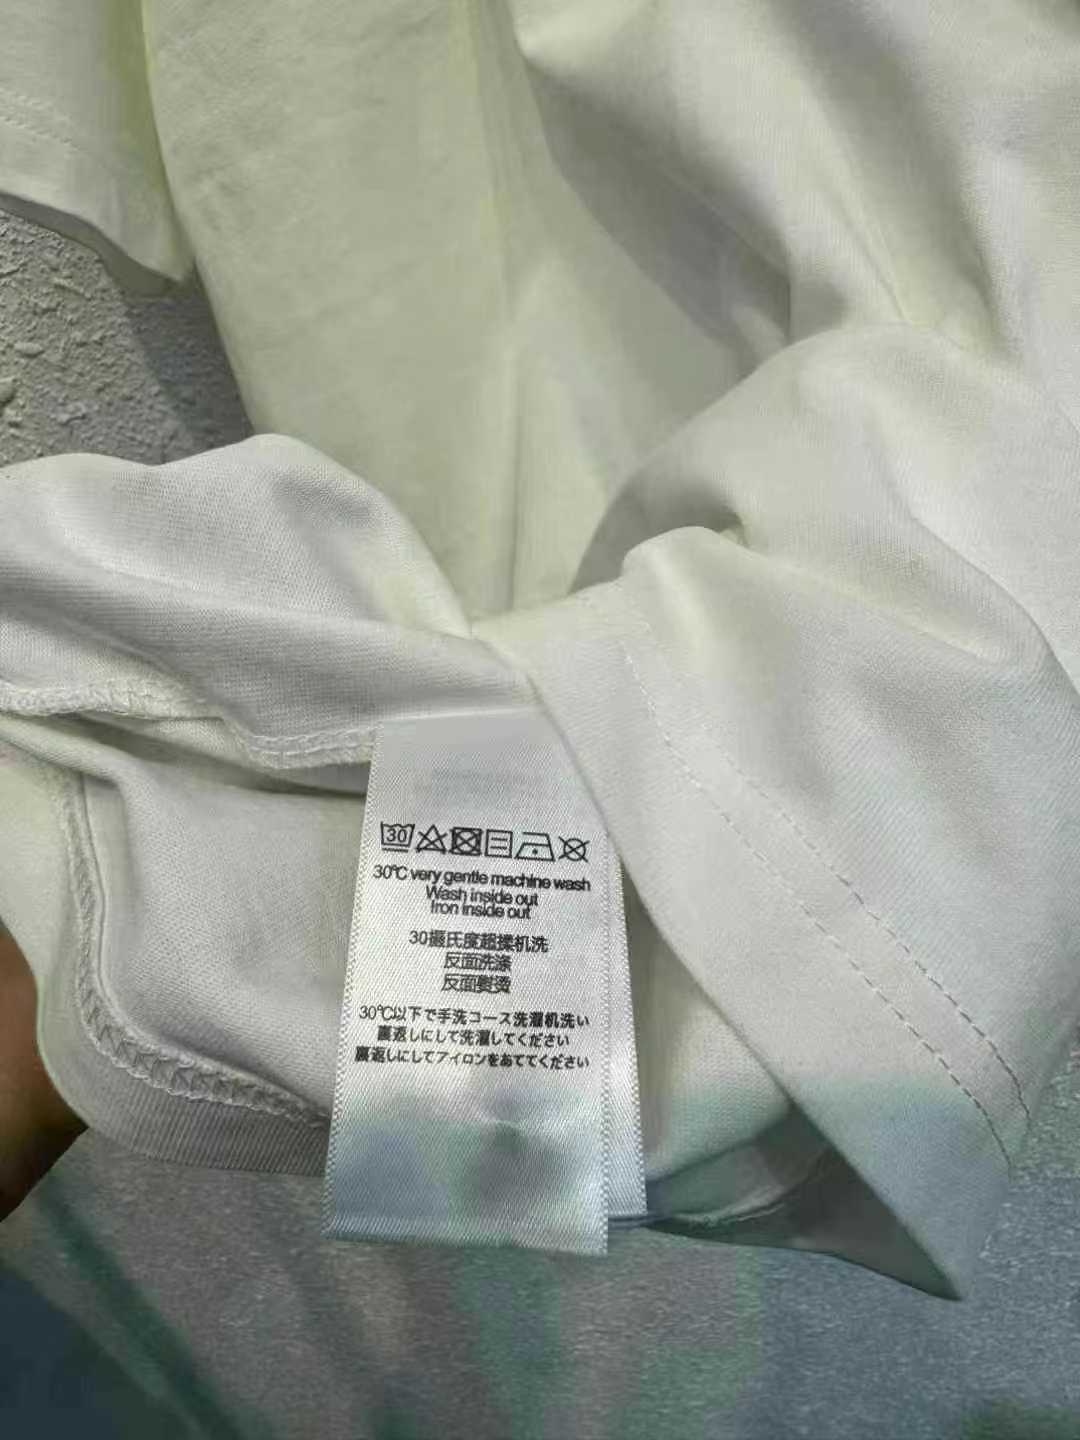 30
30℃ very gentle machine wash
Wash inside out
Iron inside out
30摄氏度超揉机洗
反面洗涤
反面熨烫
30℃以下で手洗コース洗濯机洗い
裏返しにして洗濯してください
裏返しにしてアイロンをあててください